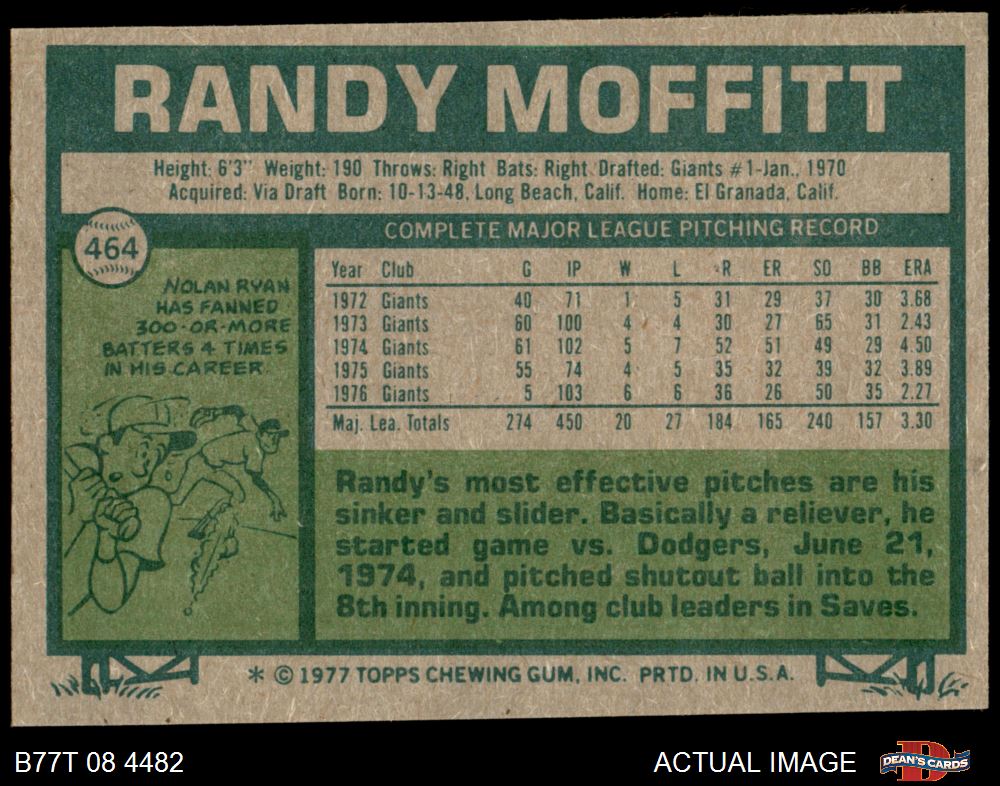 RANDY MOFFITT
Height: 6'3" Weight: 190 Throws: Right Bats: Right Drafted: Giants #1-Jan., 1970
Acquired: Via Draft Born: 10-13-48, Long Beach, Calif. Home: El Granada, Calif.
464
NOLAN RYAN
HAS FANNED
300-OR-MORE
BATTERS 4 TIMES
IN HIS CAREER.
COMPLETE MAJOR LEAGUE PITCHING RECORD
Year Club G IP W L R ER SO BB ERA
1972 Giants 40 71 1 5 31 29 37 30 3.68
1973 Giants 60 100 4 4 30 27 65 31 2.43
1974 Giants 61 102 5 7 52 51 49 29 4.50
1975 Giants 55 74 4 5 35 32 39 32 3.89
1976 Giants 5 103 6 6 36 26 50 35 2.27
Maj. Lea. Totals 274 450 20 27 184 165 240 157 3.30
Randy's most effective pitches are his
sinker and slider. Basically a reliever, he
started game vs. Dodgers, June 21,
1974, and pitched shutout ball into the
8th inning. Among club leaders in Saves.
* © 1977 TOPPS CHEWING GUM, INC. PRTD. IN U.S.A.
B77T 08 4482
ACTUAL IMAGE
D
DEAN'S CARDS